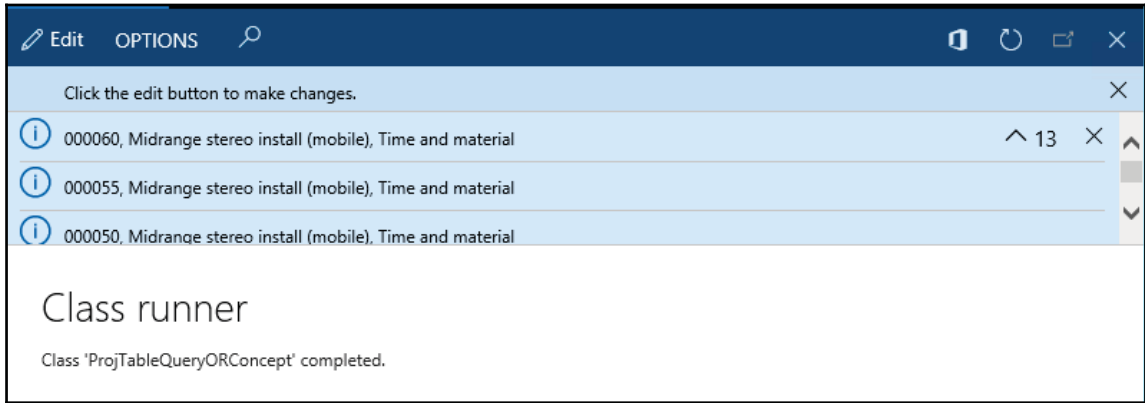 Edit OPTIONS
Click the edit button to make changes.
000060, Midrange stereo install (mobile), Time and material 13
000055, Midrange stereo install (mobile), Time and material
000050, Midrange stereo install (mobile), Time and material
Class runner
Class 'ProjTableQueryORConcept' completed.